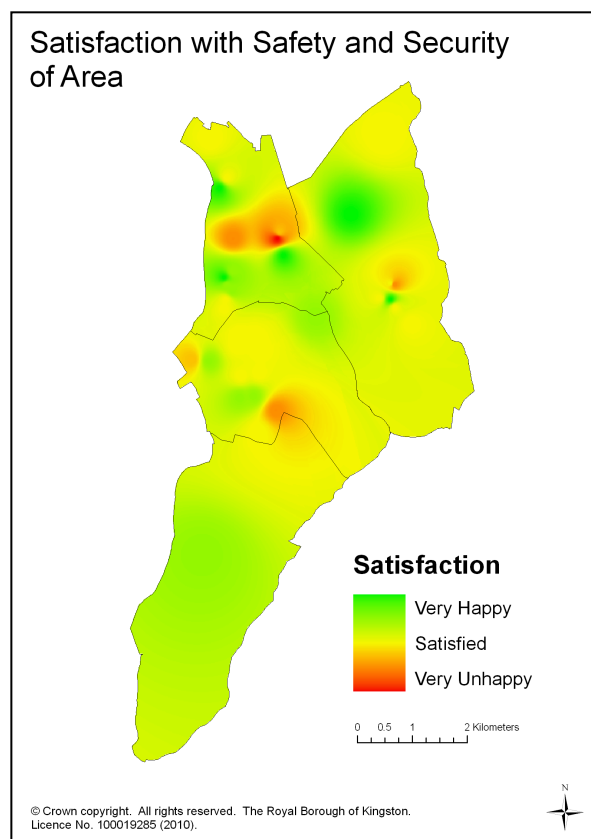 Satisfaction with Safety and Security
of Area
Satisfaction
Very Happy
Satisfied
Very Unhappy
0 0.5 1 2 Kilometers
N
© Crown copyright. All rights reserved. The Royal Borough of Kingston.
Licence No. 100019285 (2010).